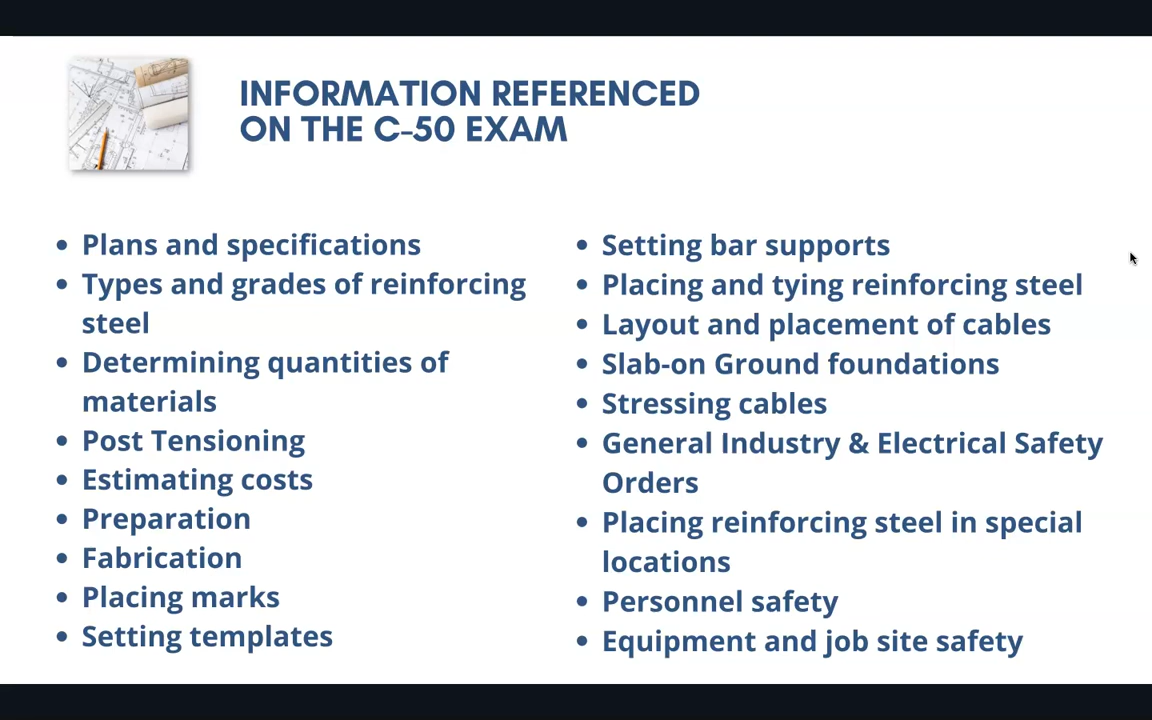 INFORMATION REFERENCED
ON THE C-50 EXAM
• Plans and specifications
• Types and grades of reinforcing
steel
• Determining quantities of
materials
• Post Tensioning
• Estimating costs
• Preparation
• Fabrication
• Placing marks
• Setting templates
• Setting bar supports
• Placing and tying reinforcing steel
• Layout and placement of cables
• Slab-on Ground foundations
• Stressing cables
• General Industry & Electrical Safety
Orders
• Placing reinforcing steel in special
locations
• Personnel safety
• Equipment and job site safety